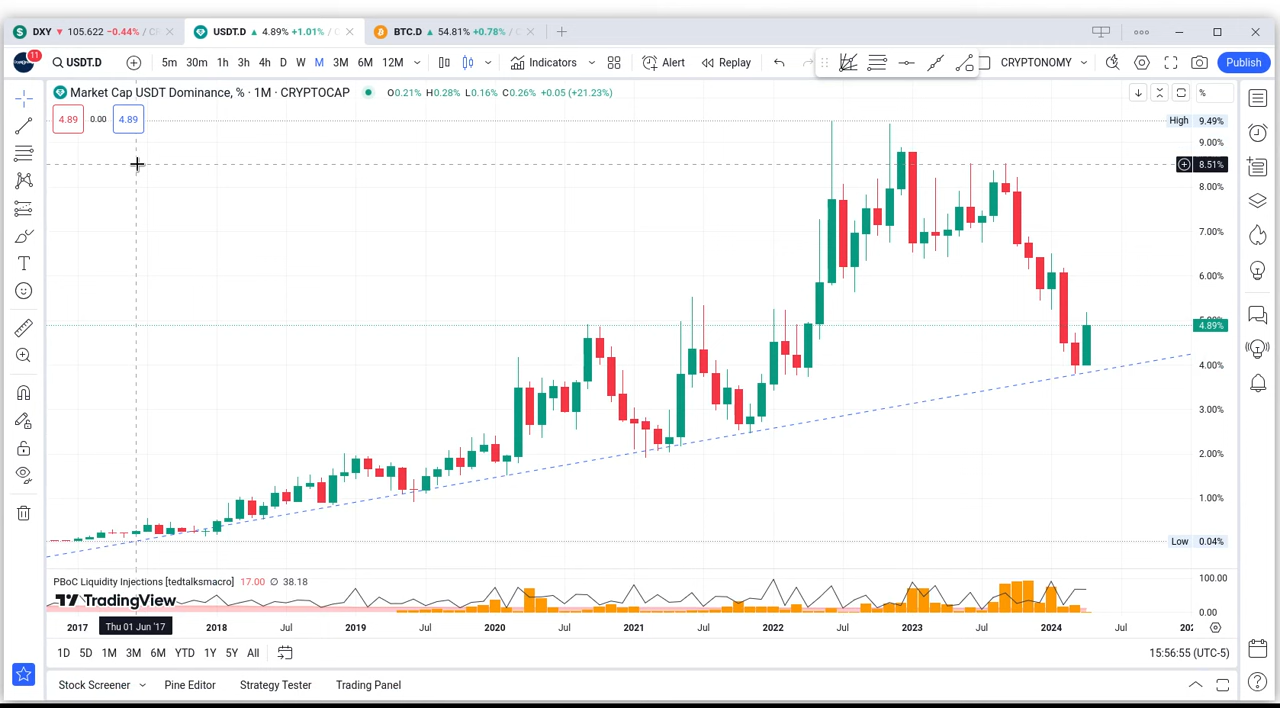 DXY ▼ 105.622 −0.44% / C USDT.D ▲ 4.89% +1.01% / C BTC.D ▲ 54.81% +0.78% / C
11 USDT.D 5m 30m 1h 3h 4h D W M 3M 6M 12M Indicators Alert Replay CRYPTONOMY Publish
Market Cap USDT Dominance, % · 1M · CRYPTOCAP O0.21% H0.28% L0.16% C0.26% +0.05 (+21.23%) %
4.89 0.00 4.89
High 9.49%
9.00%
8.51%
8.00%
7.00%
6.00%
4.89%
4.00%
3.00%
2.00%
1.00%
Low 0.04%
PBoC Liquidity Injections [tedtalksmacro] 17.00 ∅ 38.18 100.00
TradingView 0.00
2017 Thu 01 Jun '17 2018 Jul 2019 Jul 2020 Jul 2021 Jul 2022 Jul 2023 Jul 2024 Jul
1D 5D 1M 3M 6M YTD 1Y 5Y All 15:56:55 (UTC-5)
Stock Screener Pine Editor Strategy Tester Trading Panel